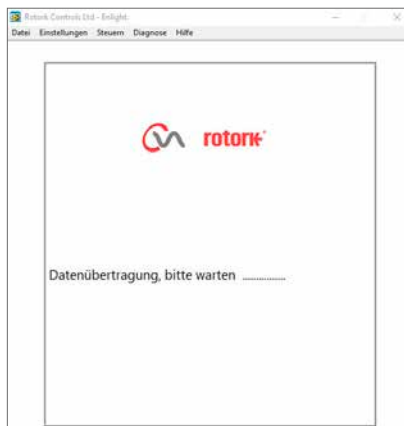 Rotork Controls Ltd - Enlight
Datei Einstellungen Steuern Diagnose Hilfe
rotork
Datenübertragung, bitte warten ................